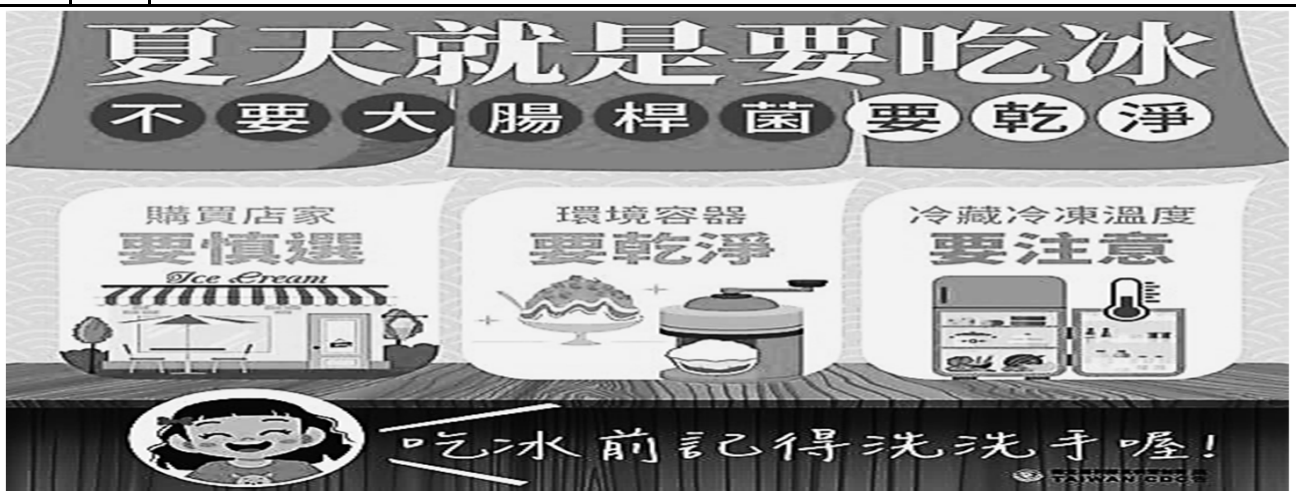 夏天就是要吃冰
不要大腸桿菌要乾淨
購買店家
要慎選
Ice Cream
環境容器
要乾淨
冷藏冷凍溫度
要注意
吃冰前記得洗洗手喔!
TAIWAN CDC